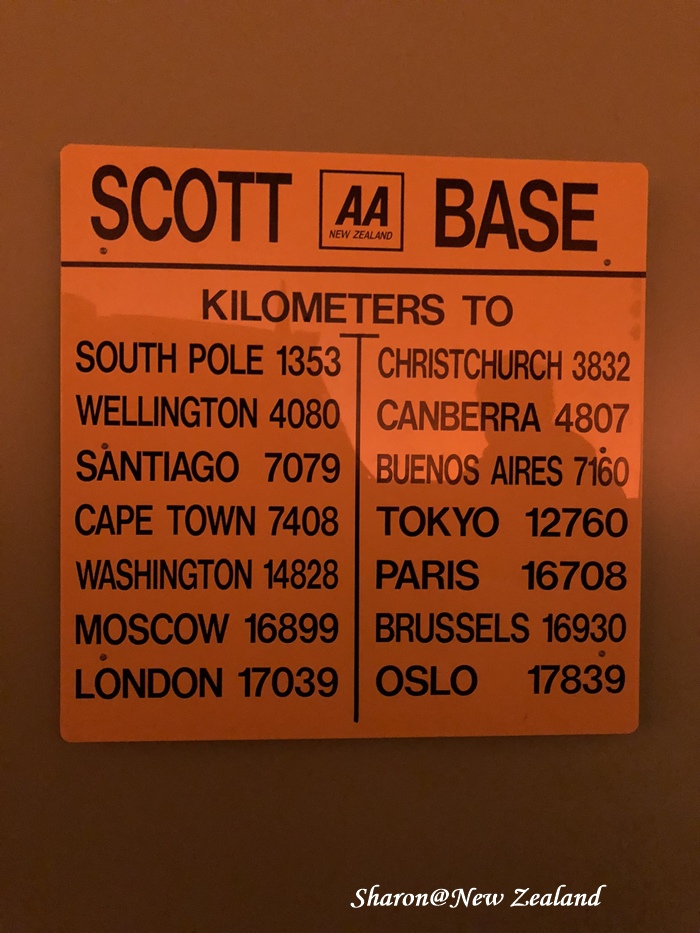 SCOTT AA BASE
NEW ZEALAND
KILOMETERS TO
SOUTH POLE 1353
WELLINGTON 4080
SANTIAGO 7079
CAPE TOWN 7408
WASHINGTON 14828
MOSCOW 16899
LONDON 17039
CHRISTCHURCH 3832
CANBERRA 4807
BUENOS AIRES 7160
TOKYO 12760
PARIS 16708
BRUSSELS 16930
OSLO 17839
Sharon@New Zealand